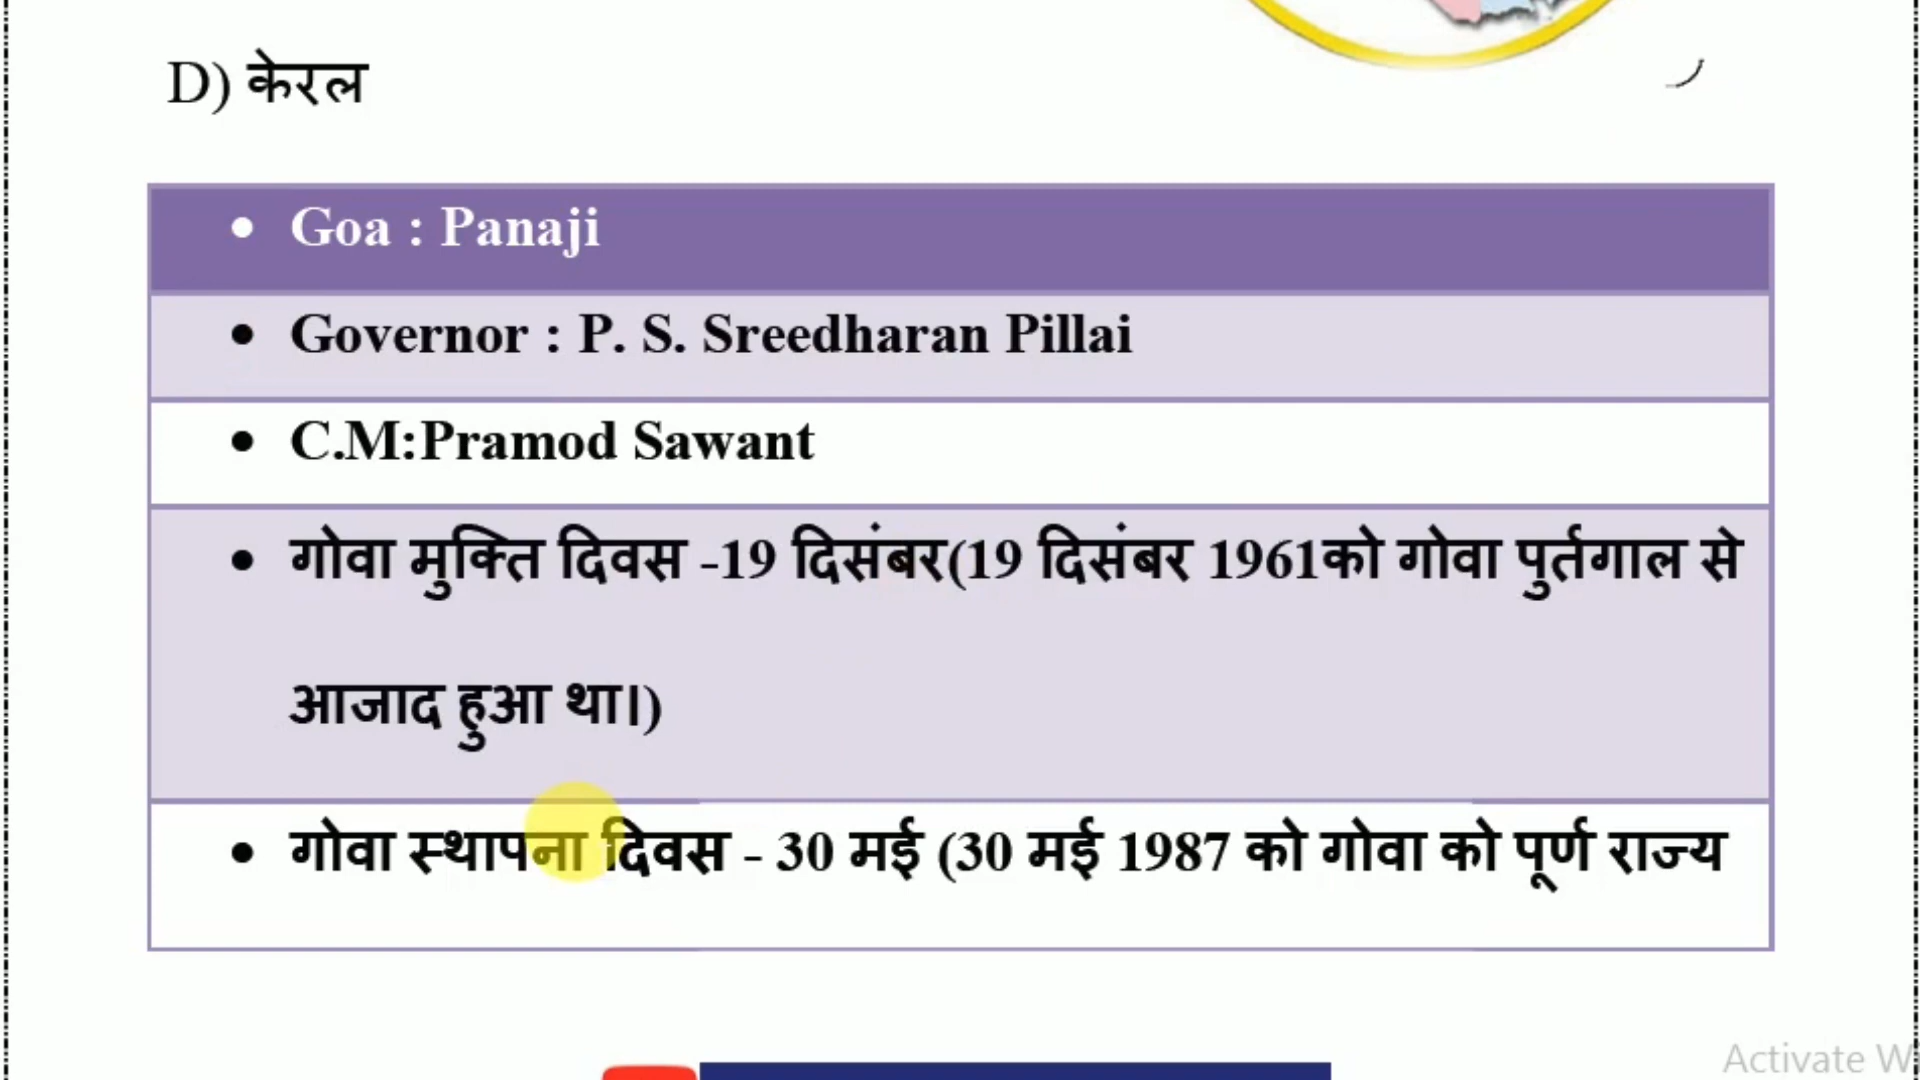 D) केरल
• Goa : Panaji
• Governor : P. S. Sreedharan Pillai
• C.M:Pramod Sawant
• गोवा मुक्ति दिवस -19 दिसंबर(19 दिसंबर 1961को गोवा पुर्तगाल से
आजाद हुआ था।)
• गोवा स्थापना दिवस - 30 मई (30 मई 1987 को गोवा को पूर्ण राज्य
Activate W